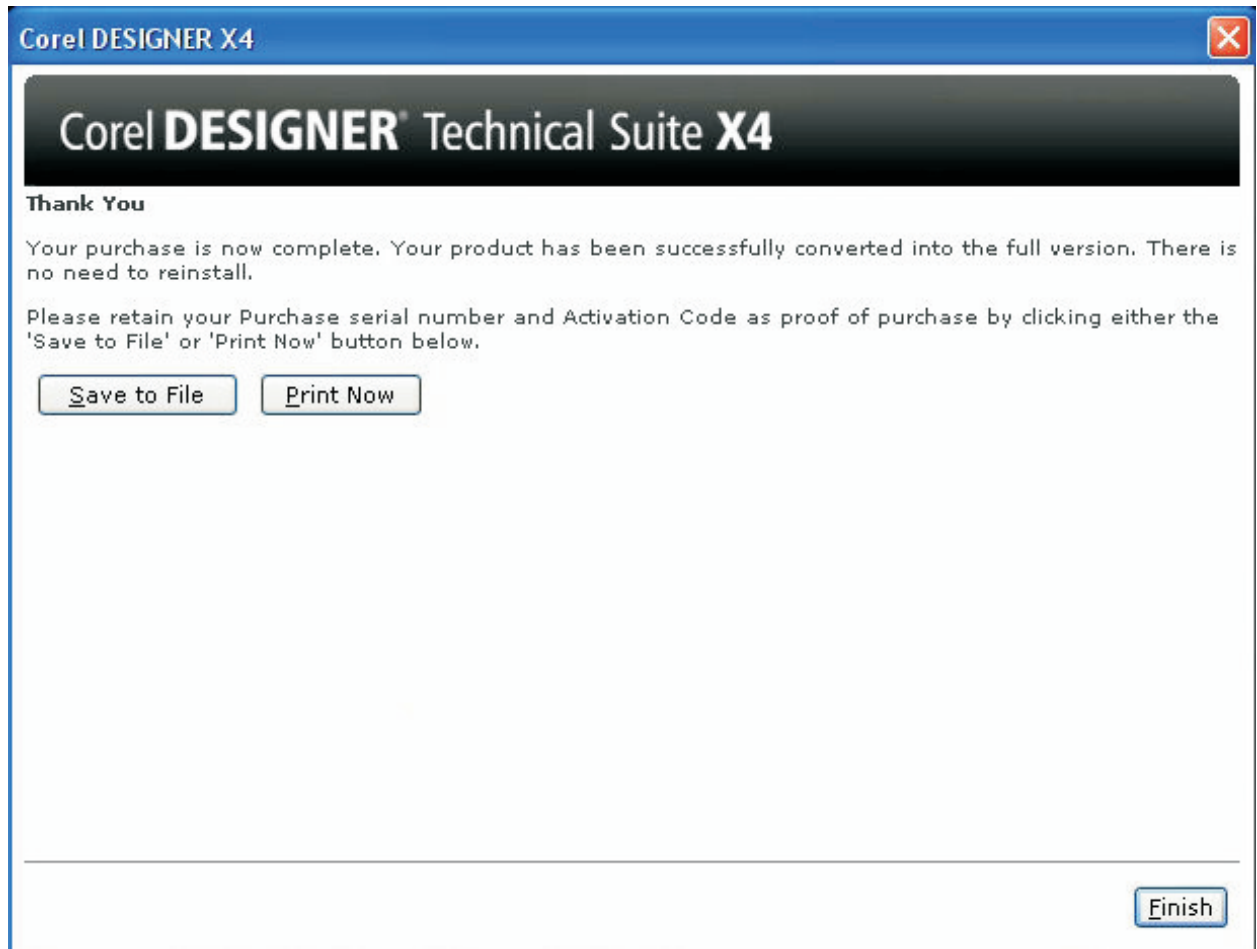 Corel DESIGNER X4
Corel DESIGNER® Technical Suite X4
Thank You
Your purchase is now complete. Your product has been successfully converted into the full version. There is
no need to reinstall.
Please retain your Purchase serial number and Activation Code as proof of purchase by clicking either the
'Save to File' or 'Print Now' button below.
Save to File Print Now
Finish